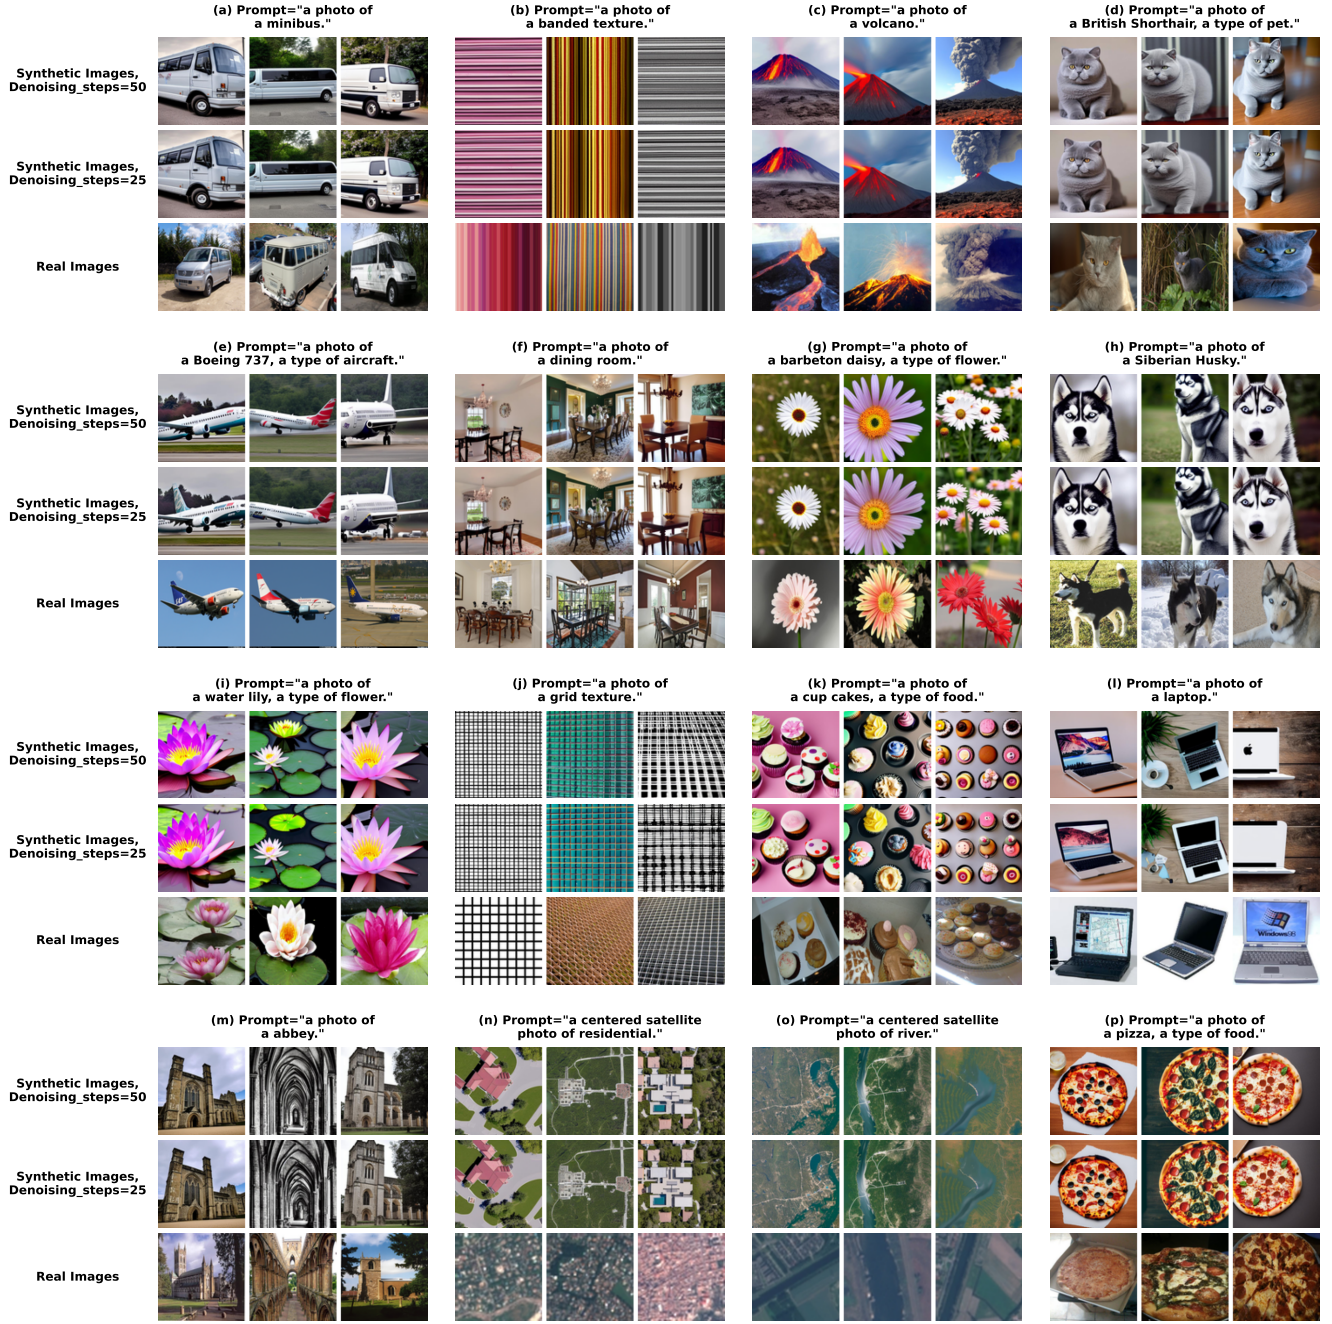 (a) Prompt="a photo of
a minibus."
(b) Prompt="a photo of
a banded texture."
(c) Prompt="a photo of
a volcano."
(d) Prompt="a photo of
a British Shorthair, a type of pet."
Synthetic Images,
Denoising_steps=50
Synthetic Images,
Denoising_steps=25
Real Images
(e) Prompt="a photo of
a Boeing 737, a type of aircraft."
(f) Prompt="a photo of
a dining room."
(g) Prompt="a photo of
a barbeton daisy, a type of flower."
(h) Prompt="a photo of
a Siberian Husky."
Synthetic Images,
Denoising_steps=50
Synthetic Images,
Denoising_steps=25
Real Images
(i) Prompt="a photo of
a water lily, a type of flower."
(j) Prompt="a photo of
a grid texture."
(k) Prompt="a photo of
a cup cakes, a type of food."
(l) Prompt="a photo of
a laptop."
Synthetic Images,
Denoising_steps=50
Synthetic Images,
Denoising_steps=25
Real Images
(m) Prompt="a photo of
a abbey."
(n) Prompt="a centered satellite
photo of residential."
(o) Prompt="a centered satellite
photo of river."
(p) Prompt="a photo of
a pizza, a type of food."
Synthetic Images,
Denoising_steps=50
Synthetic Images,
Denoising_steps=25
Real Images